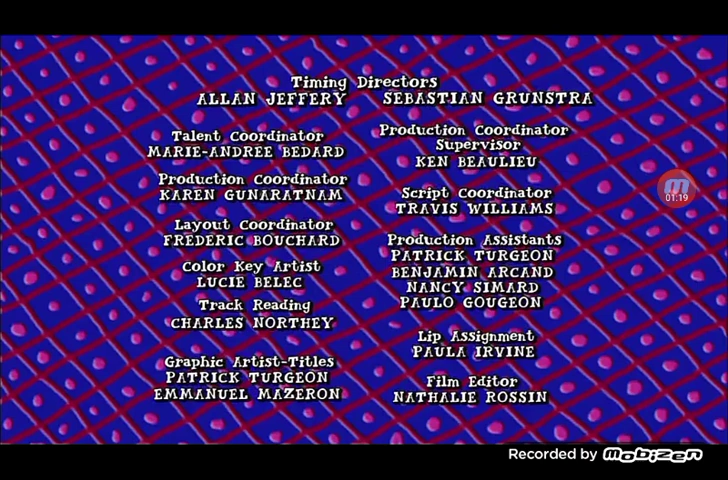 Timing Directors
ALLAN JEFFERY SEBASTIAN GRUNSTRA
Talent Coordinator
MARIE-ANDREE BEDARD
Production Coordinator
KAREN GUNARATNAM
Layout Coordinator
FREDERIC BOUCHARD
Color Key Artist
LUCIE BELEC
Track Reading
CHARLES NORTHEY
Graphic Artist-Titles
PATRICK TURGEON
EMMANUEL MAZERON
Production Coordinator
Supervisor
KEN BEAULIEU
Script Coordinator
TRAVIS WILLIAMS
Production Assistants
PATRICK TURGEON
BENJAMIN ARCAND
NANCY SIMARD
PAULO GOUGEON
Lip Assignment
PAULA IRVINE
Film Editor
NATHALIE ROSSIN
01:19
Recorded by mobizen